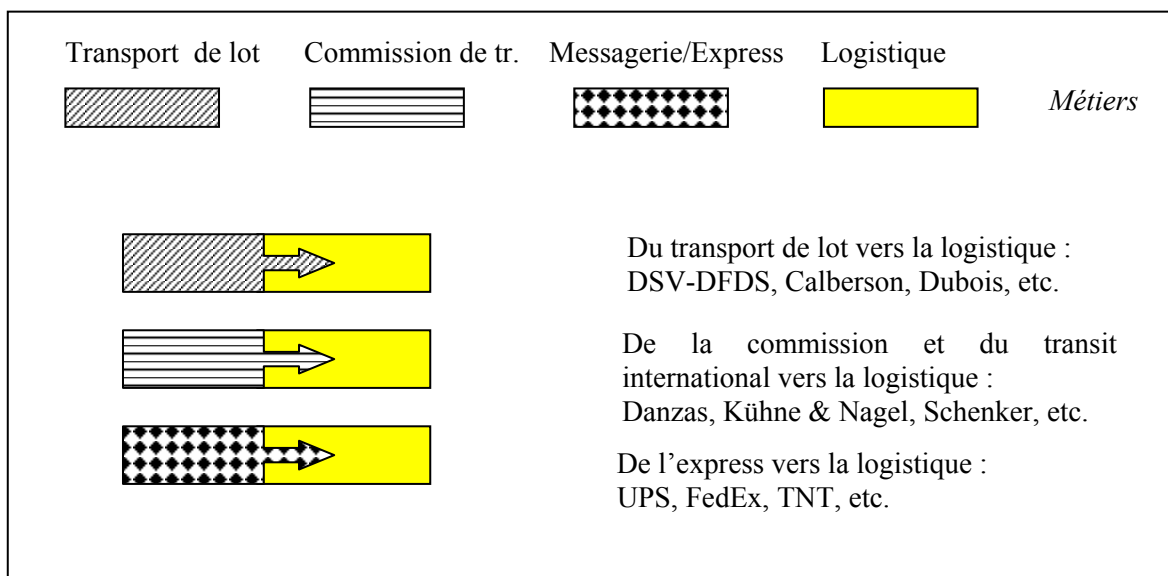 Transport de lot Commission de tr. Messagerie/Express Logistique
Métiers
Du transport de lot vers la logistique :
DSV-DFDS, Calberson, Dubois, etc.
De la commission et du transit
international vers la logistique :
Danzas, Kühne & Nagel, Schenker, etc.
De l’express vers la logistique :
UPS, FedEx, TNT, etc.